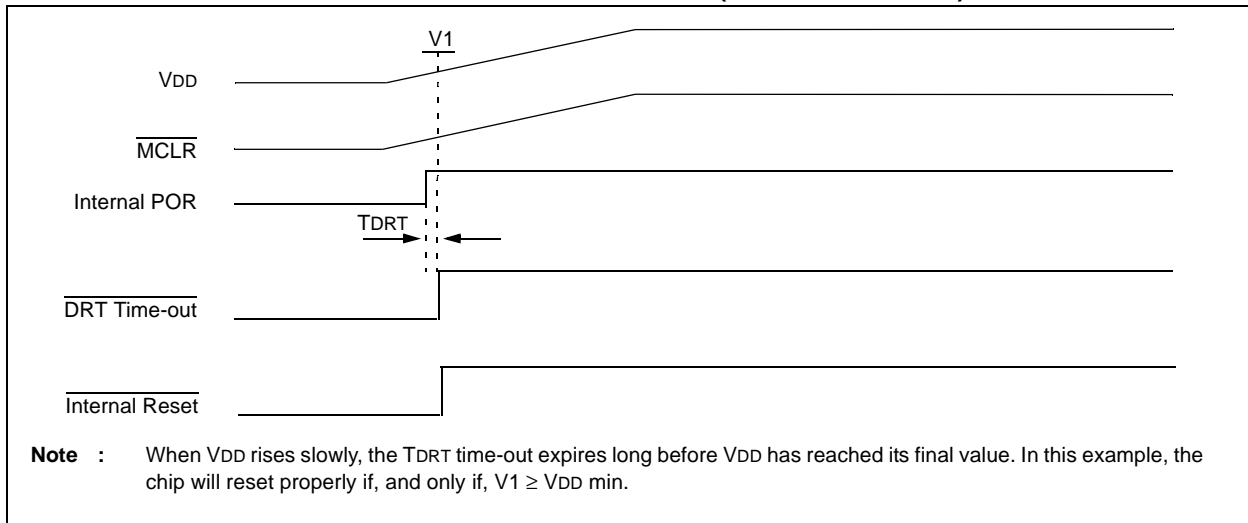 V1
VDD
MCLR
Internal POR
TDRT
DRT Time-out
Internal Reset
Note : When VDD rises slowly, the TDRT time-out expires long before VDD has reached its final value. In this example, the
chip will reset properly if, and only if, V1 ≥ VDD min.